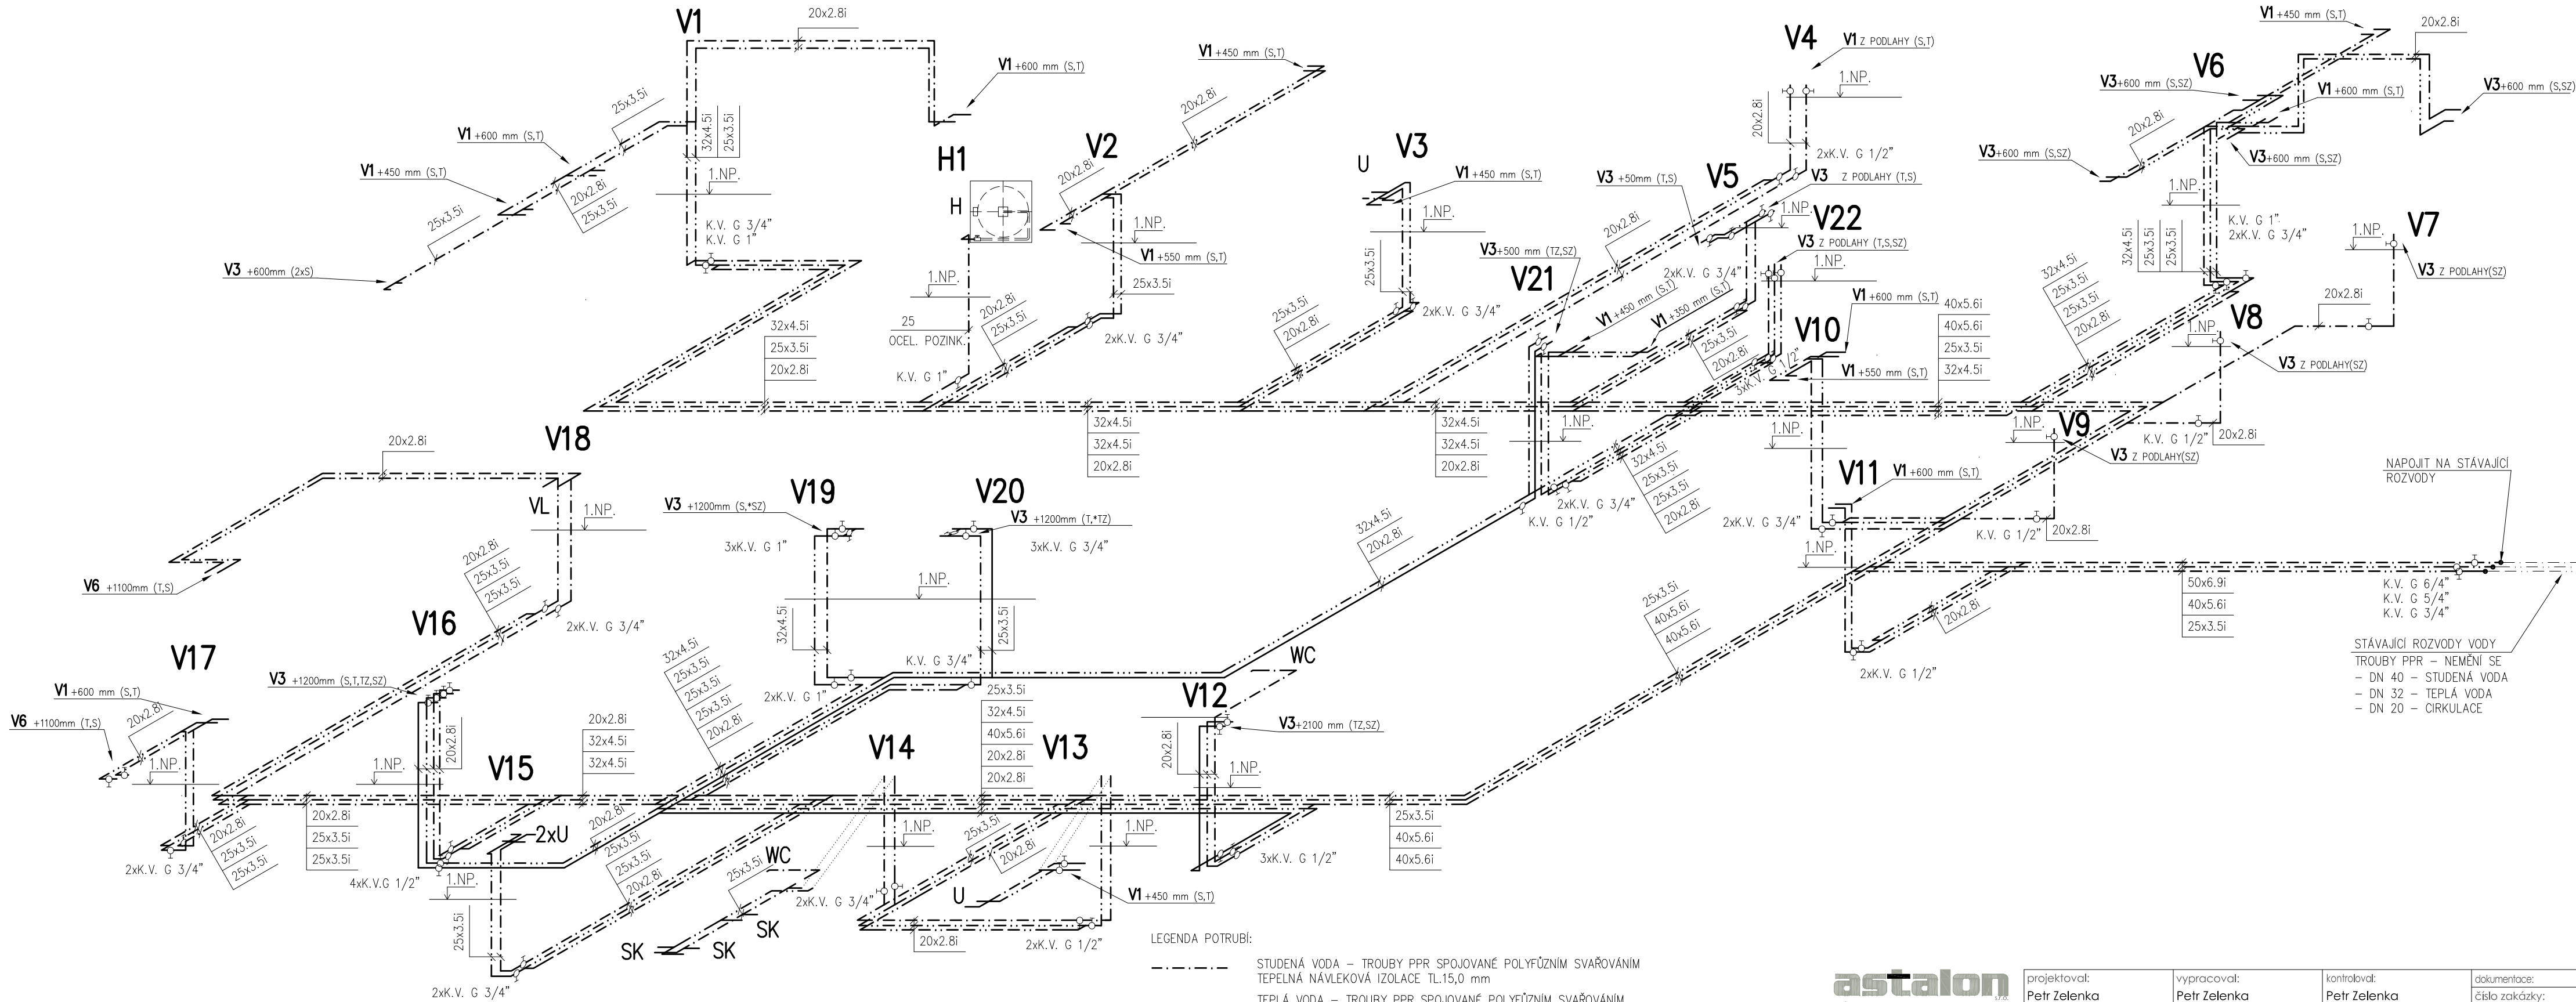 V1
20x2.8i
V1 +600 mm (S,T)
25x3.5i
V1 +600 mm (S,T)
V1 +450 mm (S,T)
20x2.8i
25x3.5i
25x3.5i
V3 +600mm (2xS)
32x4.5i
25x3.5i
1.NP.
K.V. G 3/4"
K.V. G 1"
32x4.5i
25x3.5i
20x2.8i
H1
H
1.NP.
25
OCEL. POZINK.
K.V. G 1"
V2
V1 +450 mm (S,T)
20x2.8i
20x2.8i
1.NP.
V1 +550 mm (S,T)
25x3.5i
20x2.8i
25x3.5i
2xK.V. G 3/4"
32x4.5i
32x4.5i
20x2.8i
V3
U
V1 +450 mm (S,T)
1.NP.
25x3.5i
2xK.V. G 3/4"
25x3.5i
20x2.8i
V4
V1 Z PODLAHY (S,T)
1.NP.
20x2.8i
2xK.V. G 1/2"
20x2.8i
V5
V3 +50mm (T,S)
V3 Z PODLAHY (T,S)
1.NP.
2xK.V. G 3/4"
V22
V3 Z PODLAHY (T,S,SZ)
1.NP.
25x3.5i
20x2.8i
3xK.V. G 1/2"
V3+500 mm (TZ,SZ)
V21
V1 +450 mm (S,T)
V1 +350 mm (S,T)
1.NP.
32x4.5i
32x4.5i
20x2.8i
K.V. G 1/2"
2xK.V. G 3/4"
32x4.5i
25x3.5i
25x3.5i
20x2.8i
V10
V1 +600 mm (S,T)
V1 +550 mm (S,T)
1.NP.
2xK.V. G 3/4"
40x5.6i
40x5.6i
25x3.5i
32x4.5i
V6
V1 +450 mm (S,T)
20x2.8i
V3+600 mm (S,SZ)
V1 +600 mm (S,T)
V3+600 mm (S,SZ)
20x2.8i
V3+600 mm (S,SZ)
V3+600 mm (S,SZ)
1.NP.
K.V. G 1"
2xK.V. G 3/4"
32x4.5i
25x3.5i
25x3.5i
32x4.5i
25x3.5i
25x3.5i
20x2.8i
V7
1.NP.
V3 Z PODLAHY(SZ)
20x2.8i
V8
1.NP.
V3 Z PODLAHY(SZ)
K.V. G 1/2"
20x2.8i
V9
1.NP.
V3 Z PODLAHY(SZ)
K.V. G 1/2"
20x2.8i
V11
V1 +600 mm (S,T)
1.NP.
2xK.V. G 1/2"
20x2.8i
NAPOJIT NA STÁVAJÍCÍ
ROZVODY
50x6.9i
40x5.6i
25x3.5i
K.V. G 6/4"
K.V. G 5/4"
K.V. G 3/4"
STÁVAJÍCÍ ROZVODY VODY
TROUBY PPR – NEMĚNÍ SE
– DN 40 – STUDENÁ VODA
– DN 32 – TEPLÁ VODA
– DN 20 – CIRKULACE
V18
20x2.8i
VL
1.NP.
V6 +1100mm (T,S)
20x2.8i
25x3.5i
25x3.5i
2xK.V. G 3/4"
V19
V3 +1200mm (S,*SZ)
3xK.V. G 1"
32x4.5i
2xK.V. G 1"
1.NP.
V20
V3 +1200mm (T,*TZ)
3xK.V. G 3/4"
25x3.5i
K.V. G 3/4"
32x4.5i
20x2.8i
25x3.5i
40x5.6i
40x5.6i
V17
V1 +600 mm (S,T)
V6 +1100mm (T,S)
20x2.8i
1.NP.
2xK.V. G 3/4"
20x2.8i
25x3.5i
25x3.5i
20x2.8i
25x3.5i
25x3.5i
V16
V3 +1200mm (S,T,TZ,SZ)
20x2.8i
1.NP.
4xK.V.G 1/2"
V15
2xU
1.NP.
25x3.5i
2xK.V. G 3/4"
20x2.8i
32x4.5i
32x4.5i
32x4.5i
25x3.5i
25x3.5i
25x3.5i
20x2.8i
20x2.8i
25x3.5i
25x3.5i
20x2.8i
V14
1.NP.
WC
25x3.5i
2xK.V. G 3/4"
SK
SK
SK
25x3.5i
32x4.5i
40x5.6i
20x2.8i
20x2.8i
V13
1.NP.
25x3.5i
20x2.8i
U
V1 +450 mm (S,T)
20x2.8i
2xK.V. G 1/2"
V12
WC
V3+2100 mm (TZ,SZ)
20x2.8i
1.NP.
3xK.V. G 1/2"
25x3.5i
40x5.6i
40x5.6i
LEGENDA POTRUBÍ:
STUDENÁ VODA – TROUBY PPR SPOJOVANÉ POLYFŮZNÍM SVAŘOVÁNÍM
TEPELNÁ NÁVLEKOVÁ IZOLACE TL.15,0 mm
TEPLÁ VODA – TROUBY PPR SPOJOVANÉ POLYFŮZNÍM SVAŘOVÁNÍM
astalon
s.r.o.
projektoval:
Petr Zelenka
vypracoval:
Petr Zelenka
kontroloval:
Petr Zelenka
dokumentace:
číslo zakázky: